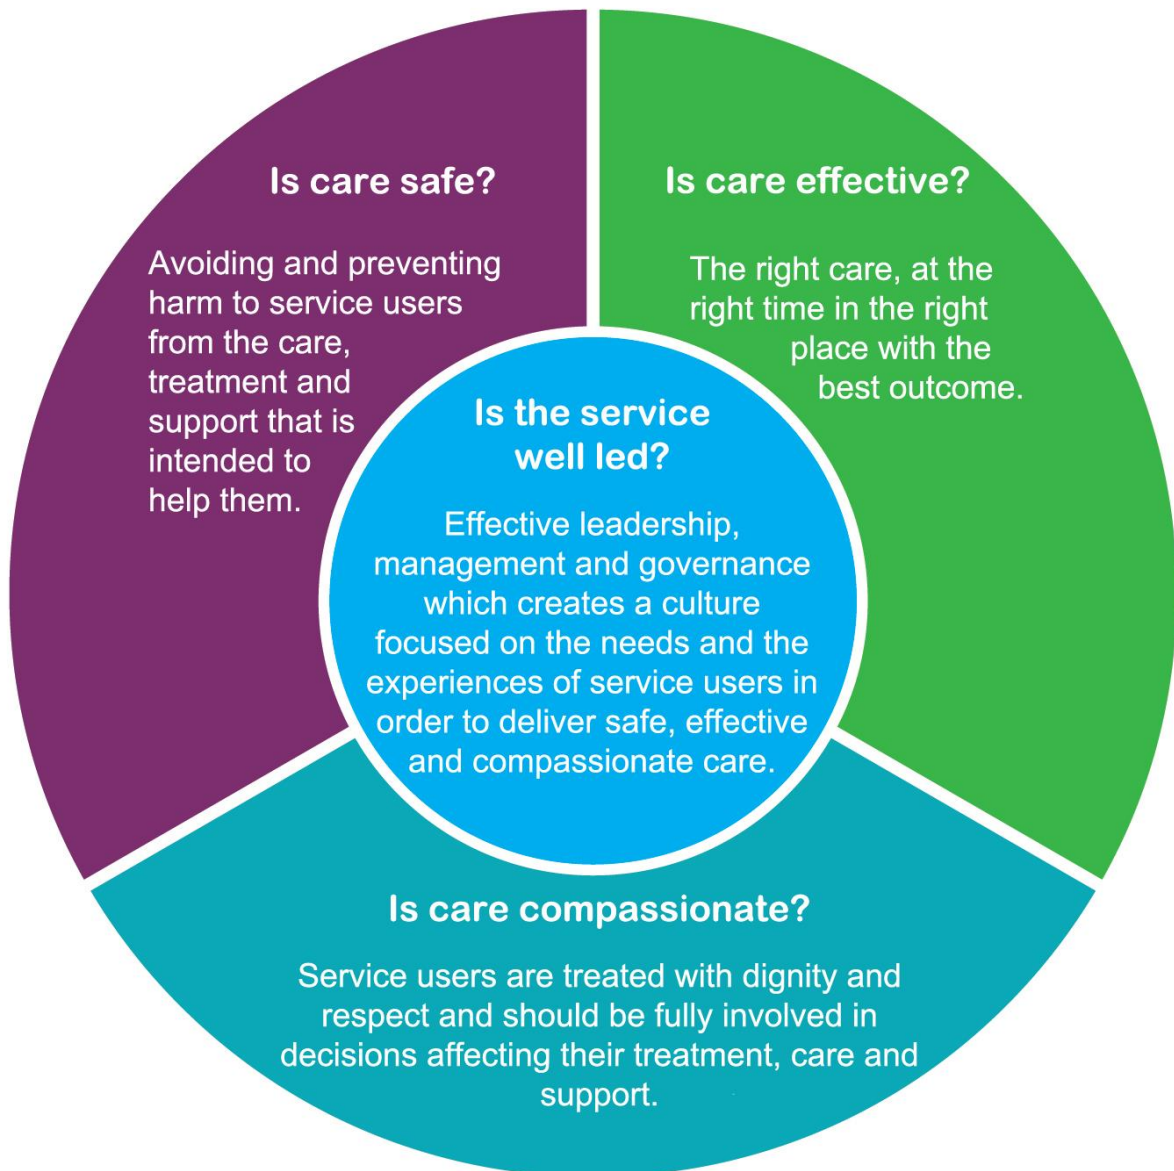 Is care safe?
Avoiding and preventing
harm to service users
from the care,
treatment and
support that is
intended to
help them.
Is care effective?
The right care, at the
right time in the right
place with the
best outcome.
Is the service
well led?
Effective leadership,
management and governance
which creates a culture
focused on the needs and the
experiences of service users in
order to deliver safe, effective
and compassionate care.
Is care compassionate?
Service users are treated with dignity and
respect and should be fully involved in
decisions affecting their treatment, care and
support.